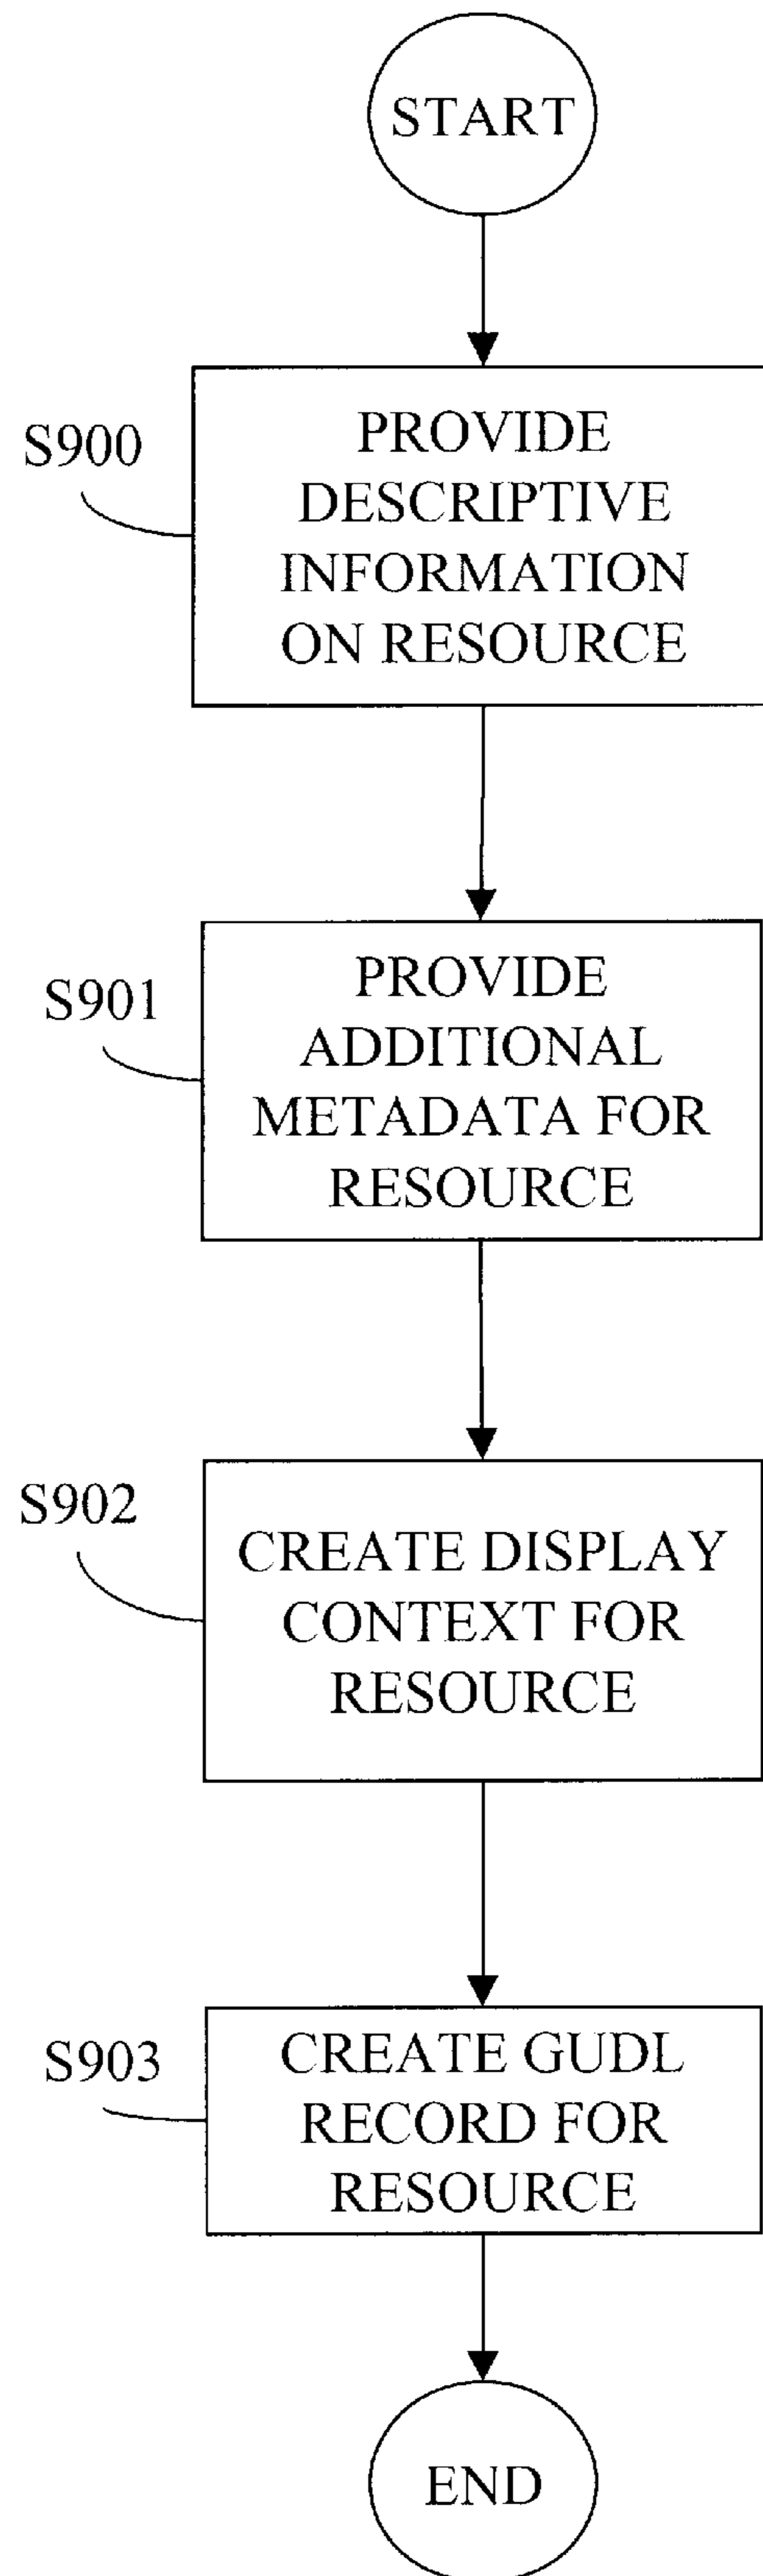 START
S900
PROVIDE
DESCRIPTIVE
INFORMATION
ON RESOURCE
S901
PROVIDE
ADDITIONAL
METADATA FOR
RESOURCE
S902
CREATE DISPLAY
CONTEXT FOR
RESOURCE
S903
CREATE GUDL
RECORD FOR
RESOURCE
END